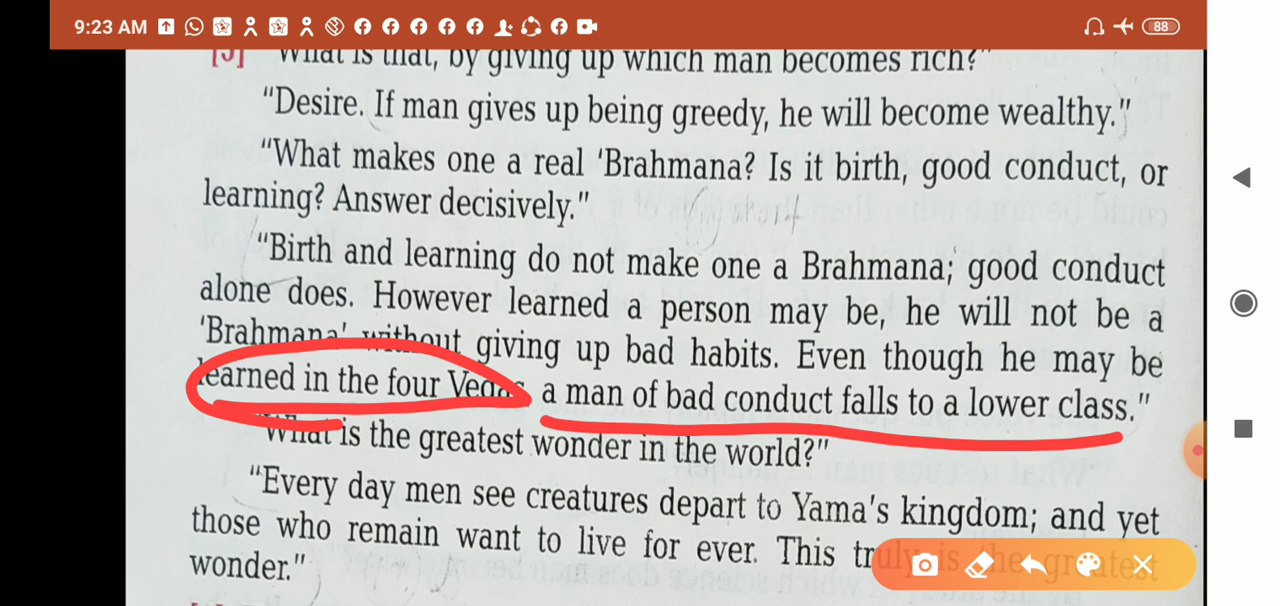 9:23 AM
88
[5] "What is that, by giving up which man becomes rich?"
"Desire. If man gives up being greedy, he will become wealthy."
"What makes one a real 'Brahmana? Is it birth, good conduct, or
learning? Answer decisively."
"Birth and learning do not make one a Brahmana; good conduct
alone does. However learned a person may be, he will not be a
'Brahmana' without giving up bad habits. Even though he may be
learned in the four Vedas, a man of bad conduct falls to a lower class."
"What is the greatest wonder in the world?"
"Every day men see creatures depart to Yama's kingdom; and yet
those who remain want to live for ever. This truly is the greatest
wonder."